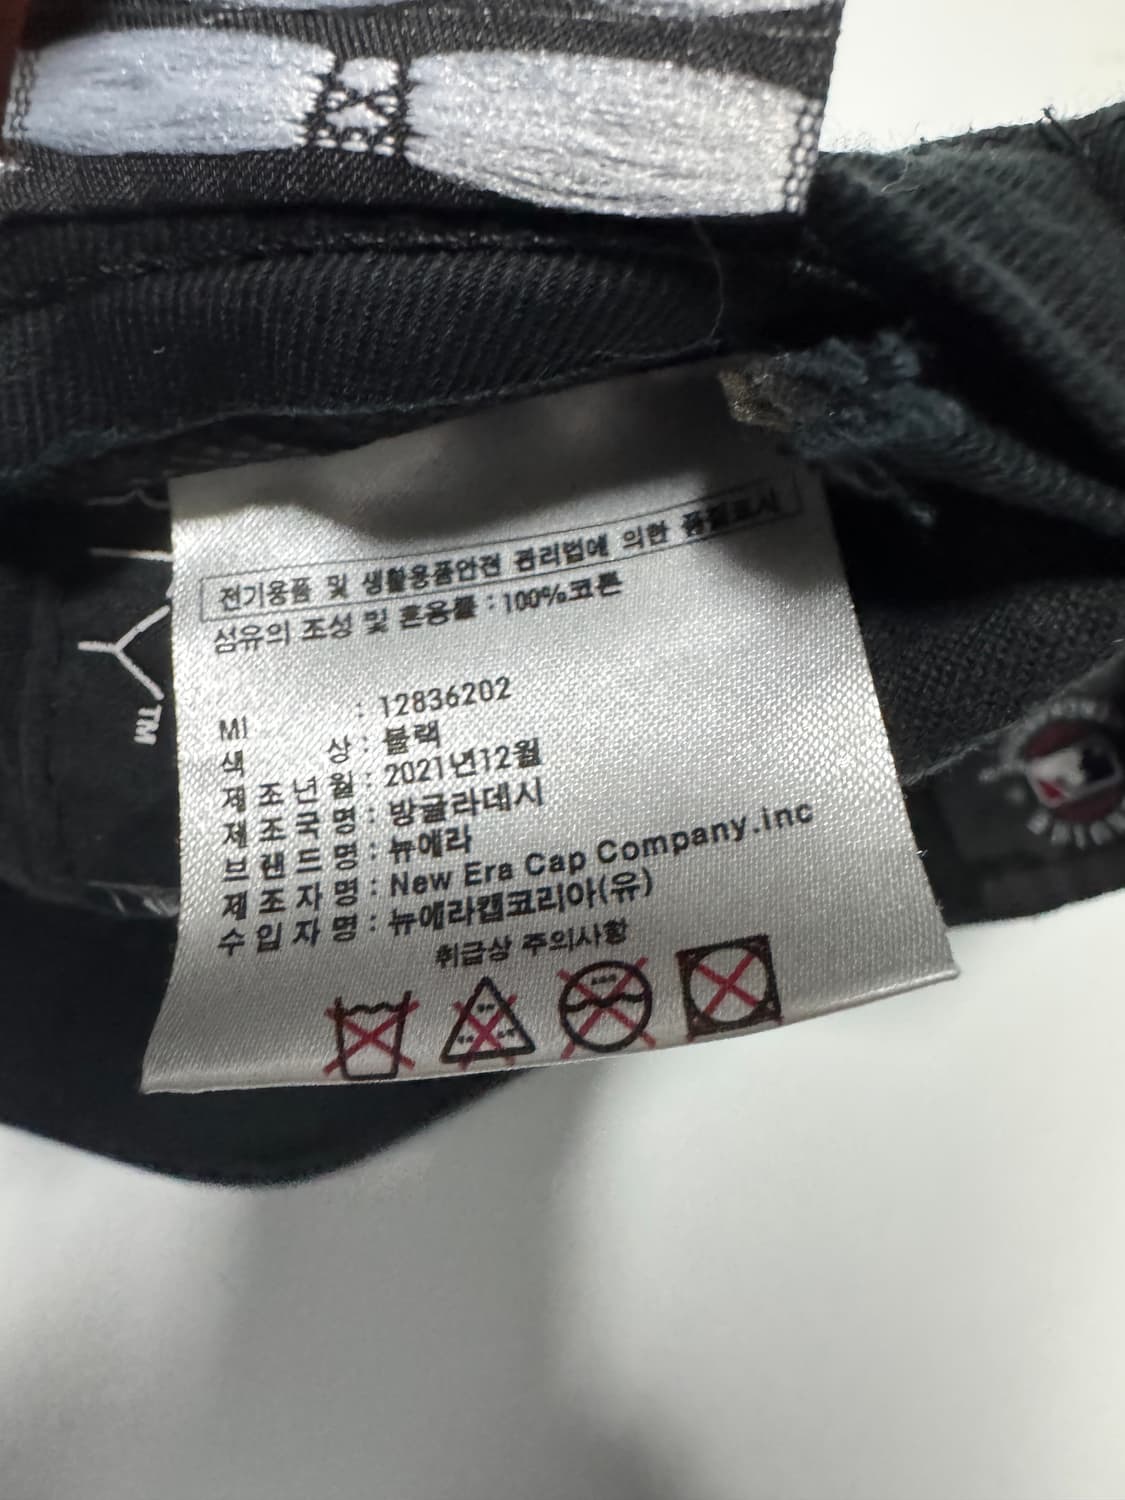 전기용품 및 생활용품안전 관리법에 의한 품질표시
섬유의 조성 및 혼용률 : 100%코튼
MI : 12836202
색 상 : 블랙
제 조 년 월 : 2021년12월
제 조 국 명 : 방글라데시
브 랜 드 명 : 뉴에라
제 조 자 명 : New Era Cap Company.inc
수 입 자 명 : 뉴에라캡코리아(유)
취급상 주의사항
TM